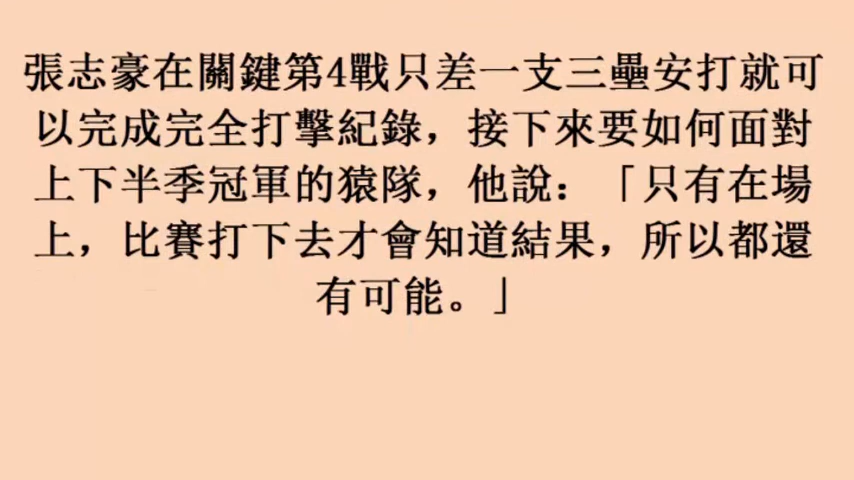 張志豪在關鍵第4戰只差一支三壘安打就可
以完成完全打擊紀錄，接下來要如何面對
上下半季冠軍的猿隊，他說：「只有在場
上，比賽打下去才會知道結果，所以都還
有可能。」